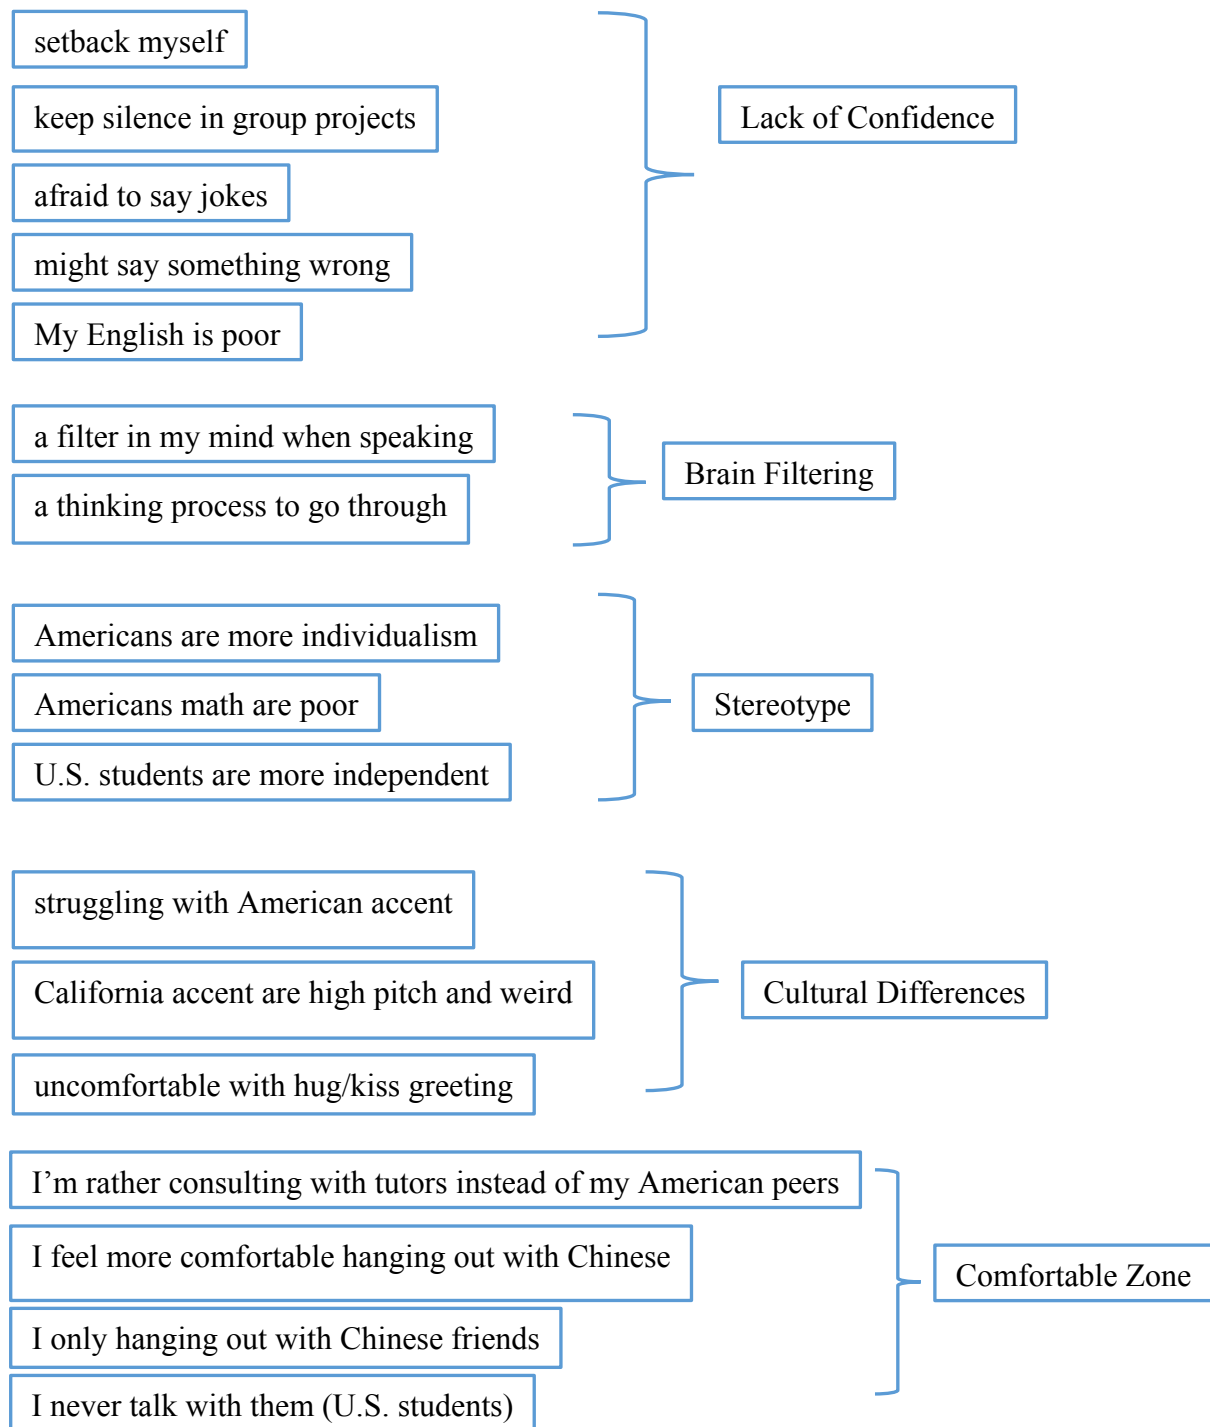 setback myself
keep silence in group projects
Lack of Confidence
afraid to say jokes
might say something wrong
My English is poor
a filter in my mind when speaking
Brain Filtering
a thinking process to go through
Americans are more individualism
Americans math are poor
Stereotype
U.S. students are more independent
struggling with American accent
California accent are high pitch and weird
Cultural Differences
uncomfortable with hug/kiss greeting
I’m rather consulting with tutors instead of my American peers
I feel more comfortable hanging out with Chinese
Comfortable Zone
I only hanging out with Chinese friends
I never talk with them (U.S. students)